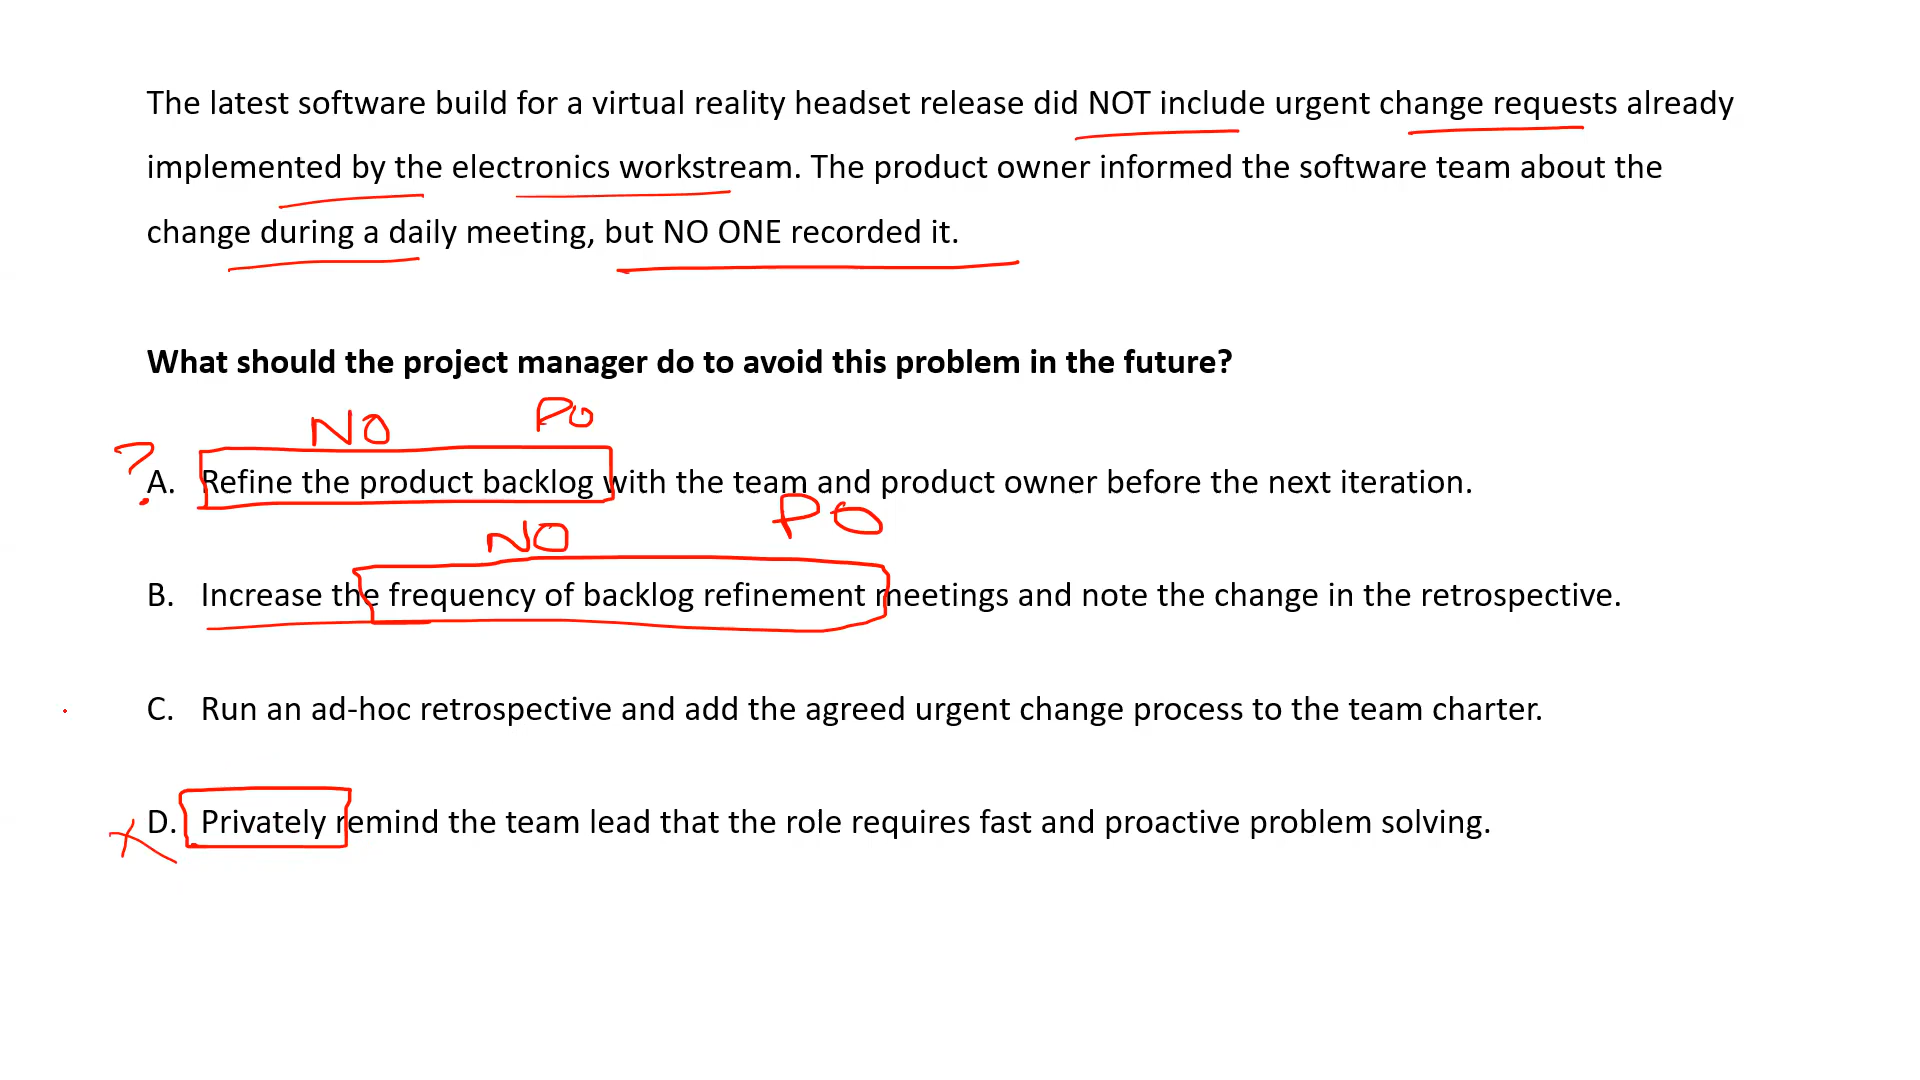 The latest software build for a virtual reality headset release did NOT include urgent change requests already
implemented by the electronics workstream. The product owner informed the software team about the
change during a daily meeting, but NO ONE recorded it.
What should the project manager do to avoid this problem in the future?
NO PO
?
A. Refine the product backlog with the team and product owner before the next iteration.
NO PO
B. Increase the frequency of backlog refinement meetings and note the change in the retrospective.
C. Run an ad-hoc retrospective and add the agreed urgent change process to the team charter.
D. Privately remind the team lead that the role requires fast and proactive problem solving.